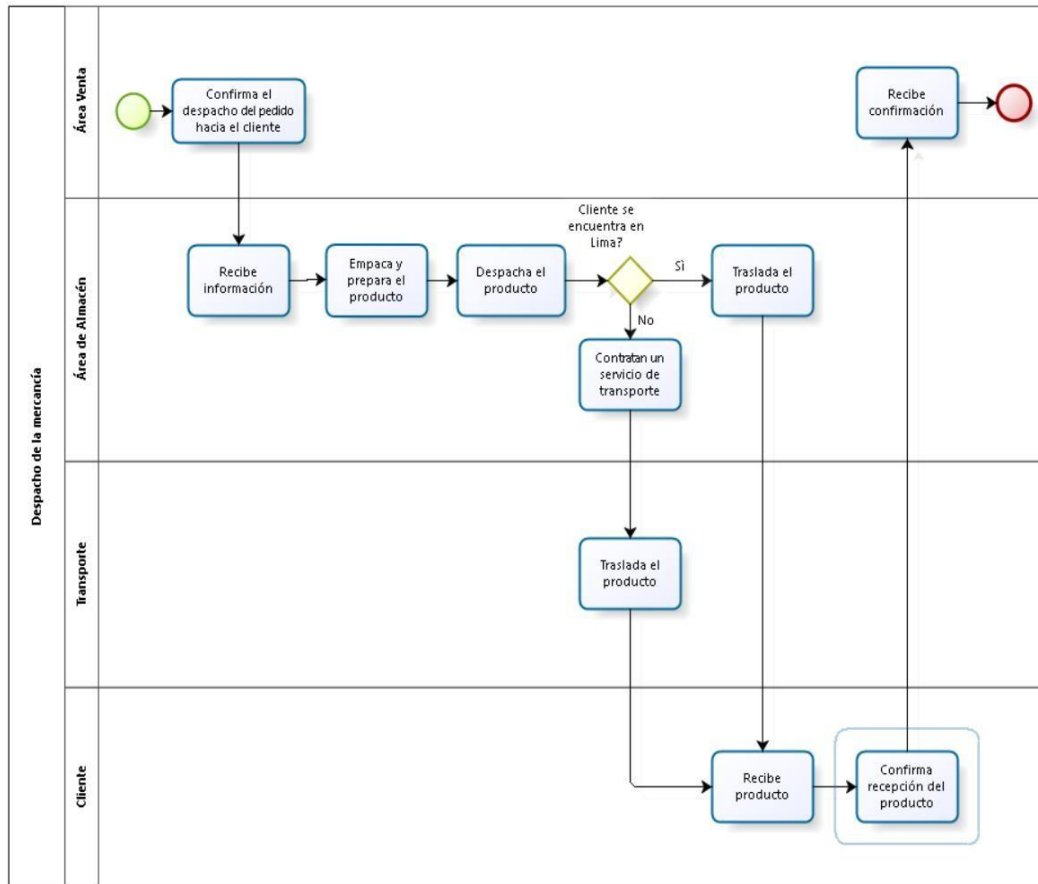 Despacho de la mercancía
Área Venta
Confirma el
despacho del pedido
hacia el cliente
Recibe
confirmación
Área de Almacén
Recibe
información
Empaca y
prepara el
producto
Despacha el
producto
Cliente se
encuentra en
Lima?
Sì
Traslada el
producto
No
Contratan un
servicio de
transporte
Transporte
Traslada el
producto
Cliente
Recibe
producto
Confirma
recepción del
producto